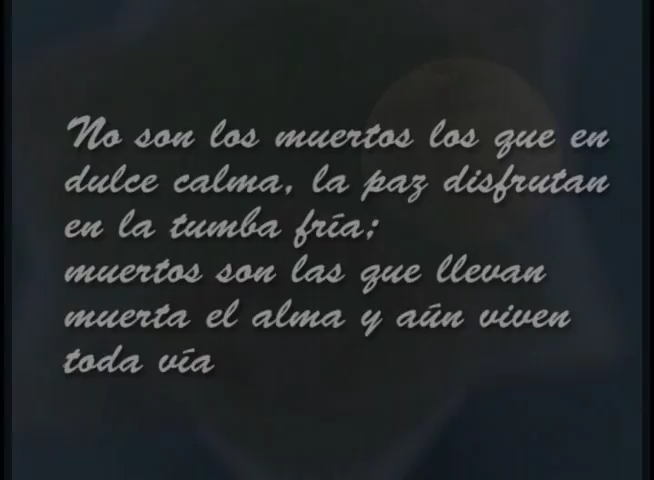 No son los muertos los que en
dulce calma, la paz disfrutan
en la tumba fría;
muertos son las que llevan
muerta el alma y aún viven
toda vía